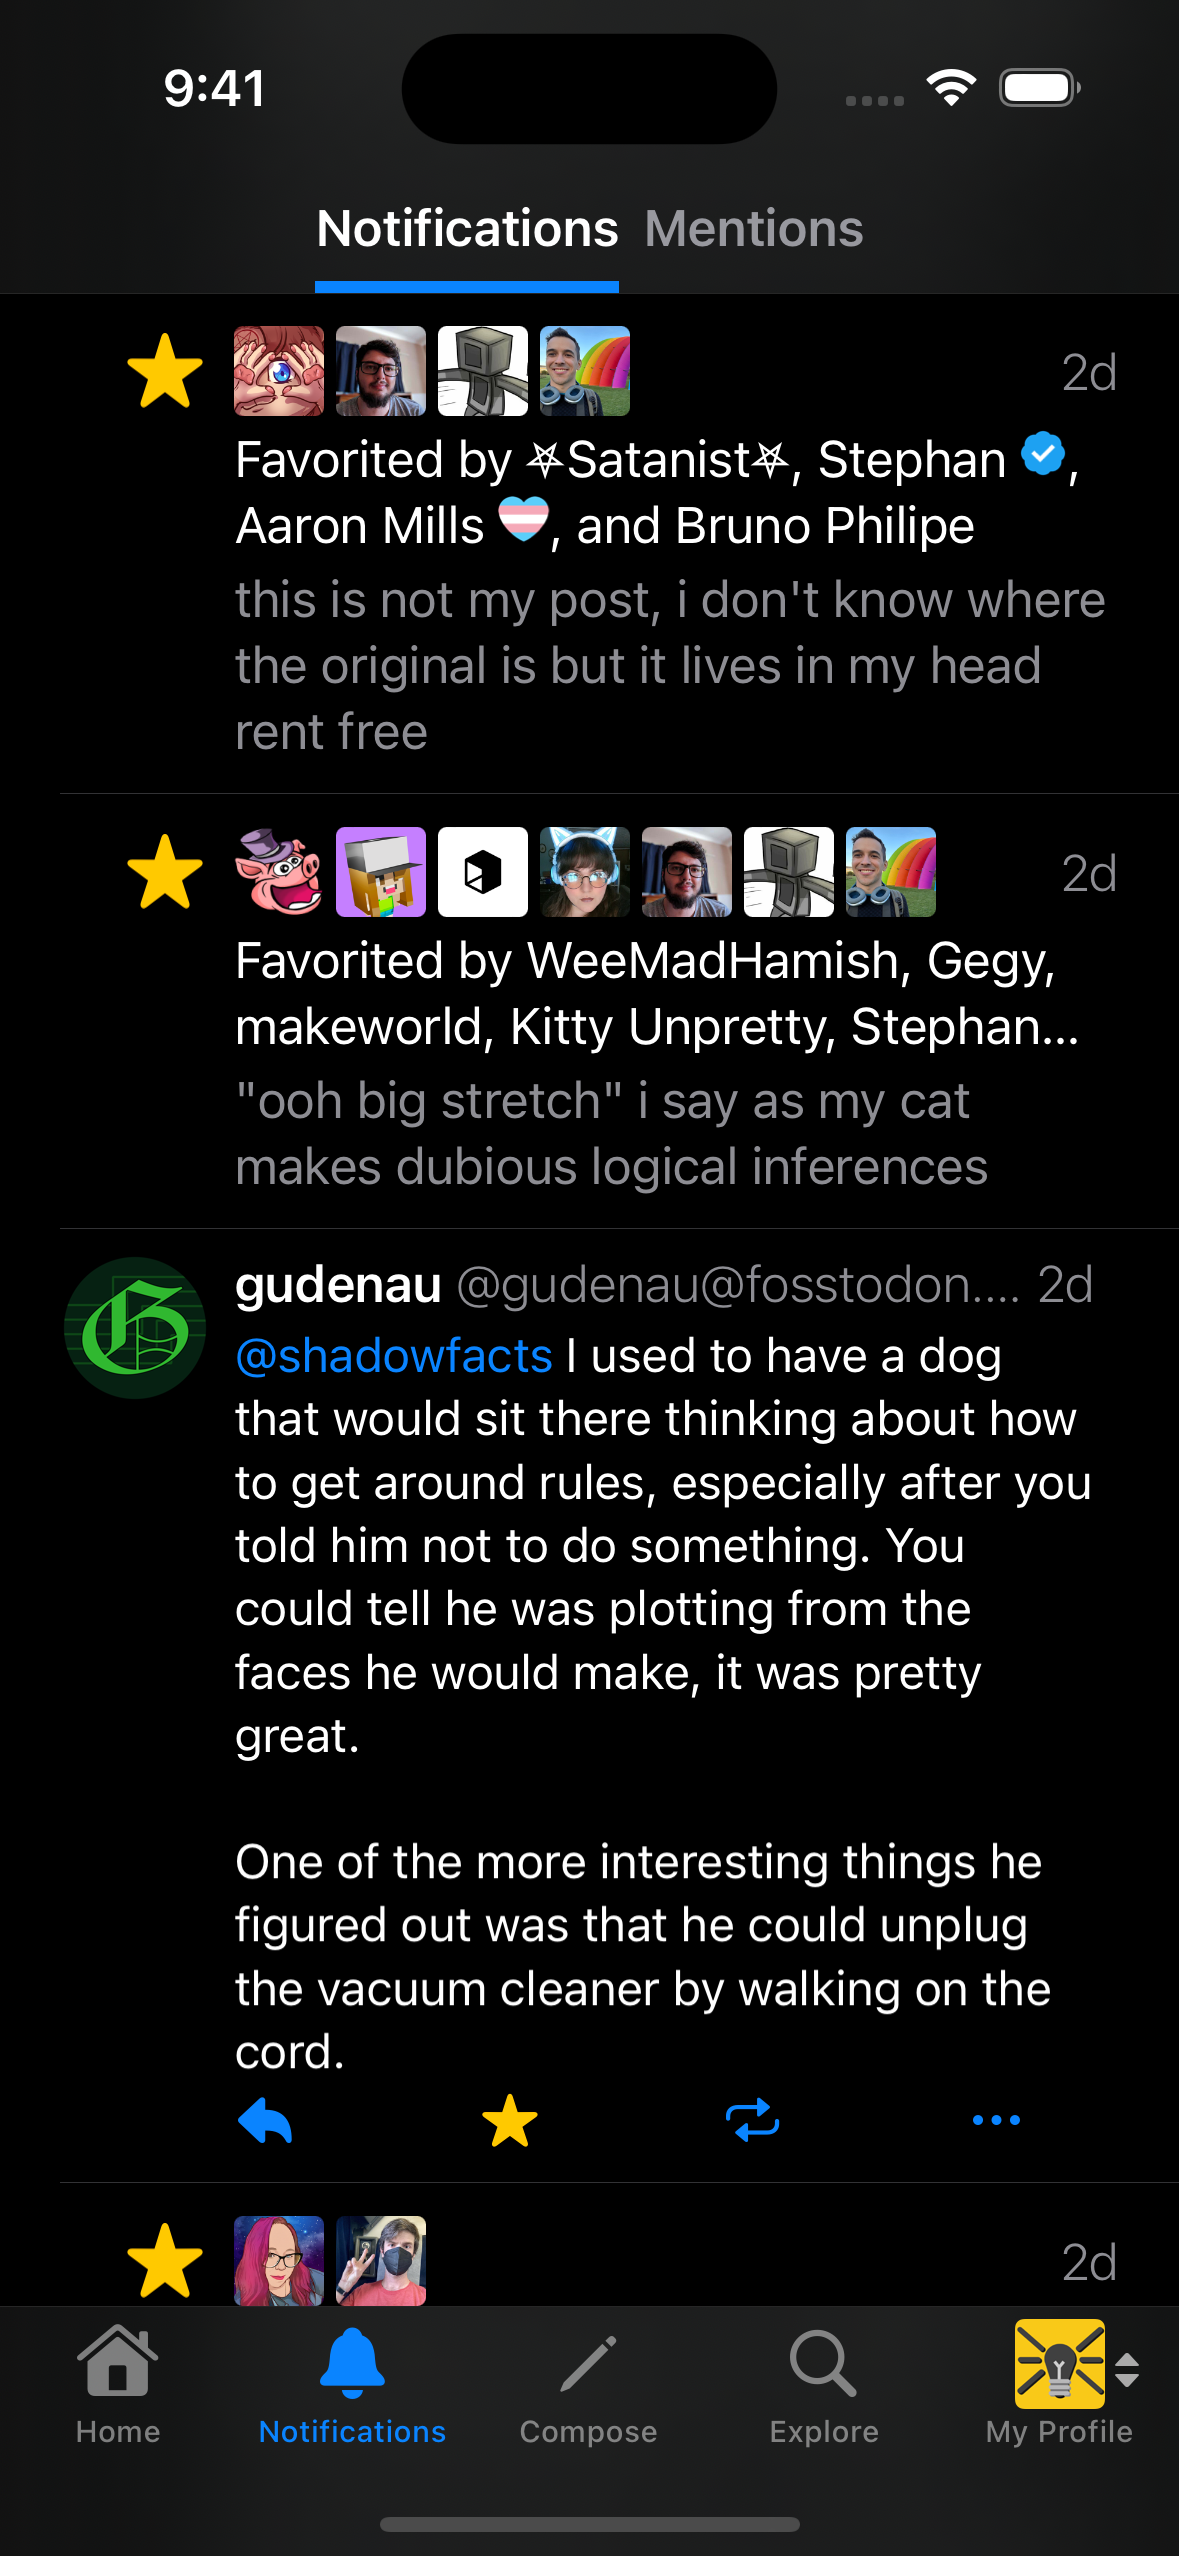 9:41
Notifications Mentions
2d
Favorited by ⛧Satanist⛧, Stephan ,
Aaron Mills , and Bruno Philipe
this is not my post, i don't know where
the original is but it lives in my head
rent free
2d
Favorited by WeeMadHamish, Gegy,
makeworld, Kitty Unpretty, Stephan...
"ooh big stretch" i say as my cat
makes dubious logical inferences
gudenau @gudenau@fosstodon.... 2d
@shadowfacts I used to have a dog
that would sit there thinking about how
to get around rules, especially after you
told him not to do something. You
could tell he was plotting from the
faces he would make, it was pretty
great.
One of the more interesting things he
figured out was that he could unplug
the vacuum cleaner by walking on the
cord.
2d
Home Notifications Compose Explore My Profile